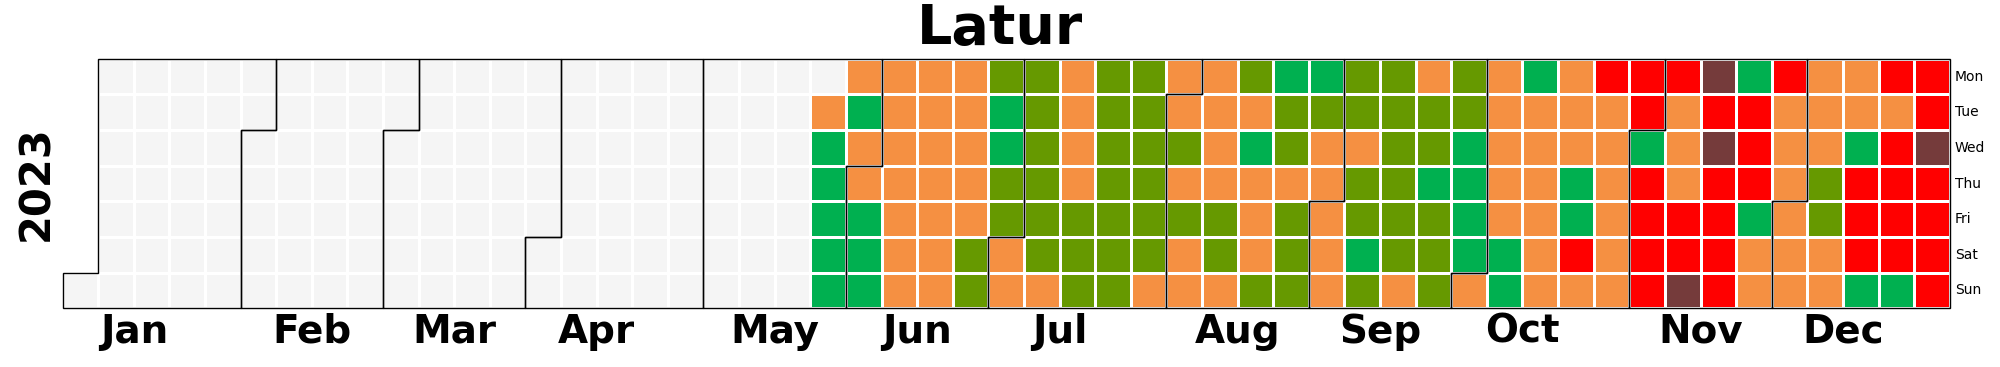 Latur
2023
Mon
Tue
Wed
Thu
Fri
Sat
Sun
Jan Feb Mar Apr May Jun Jul Aug Sep Oct Nov Dec